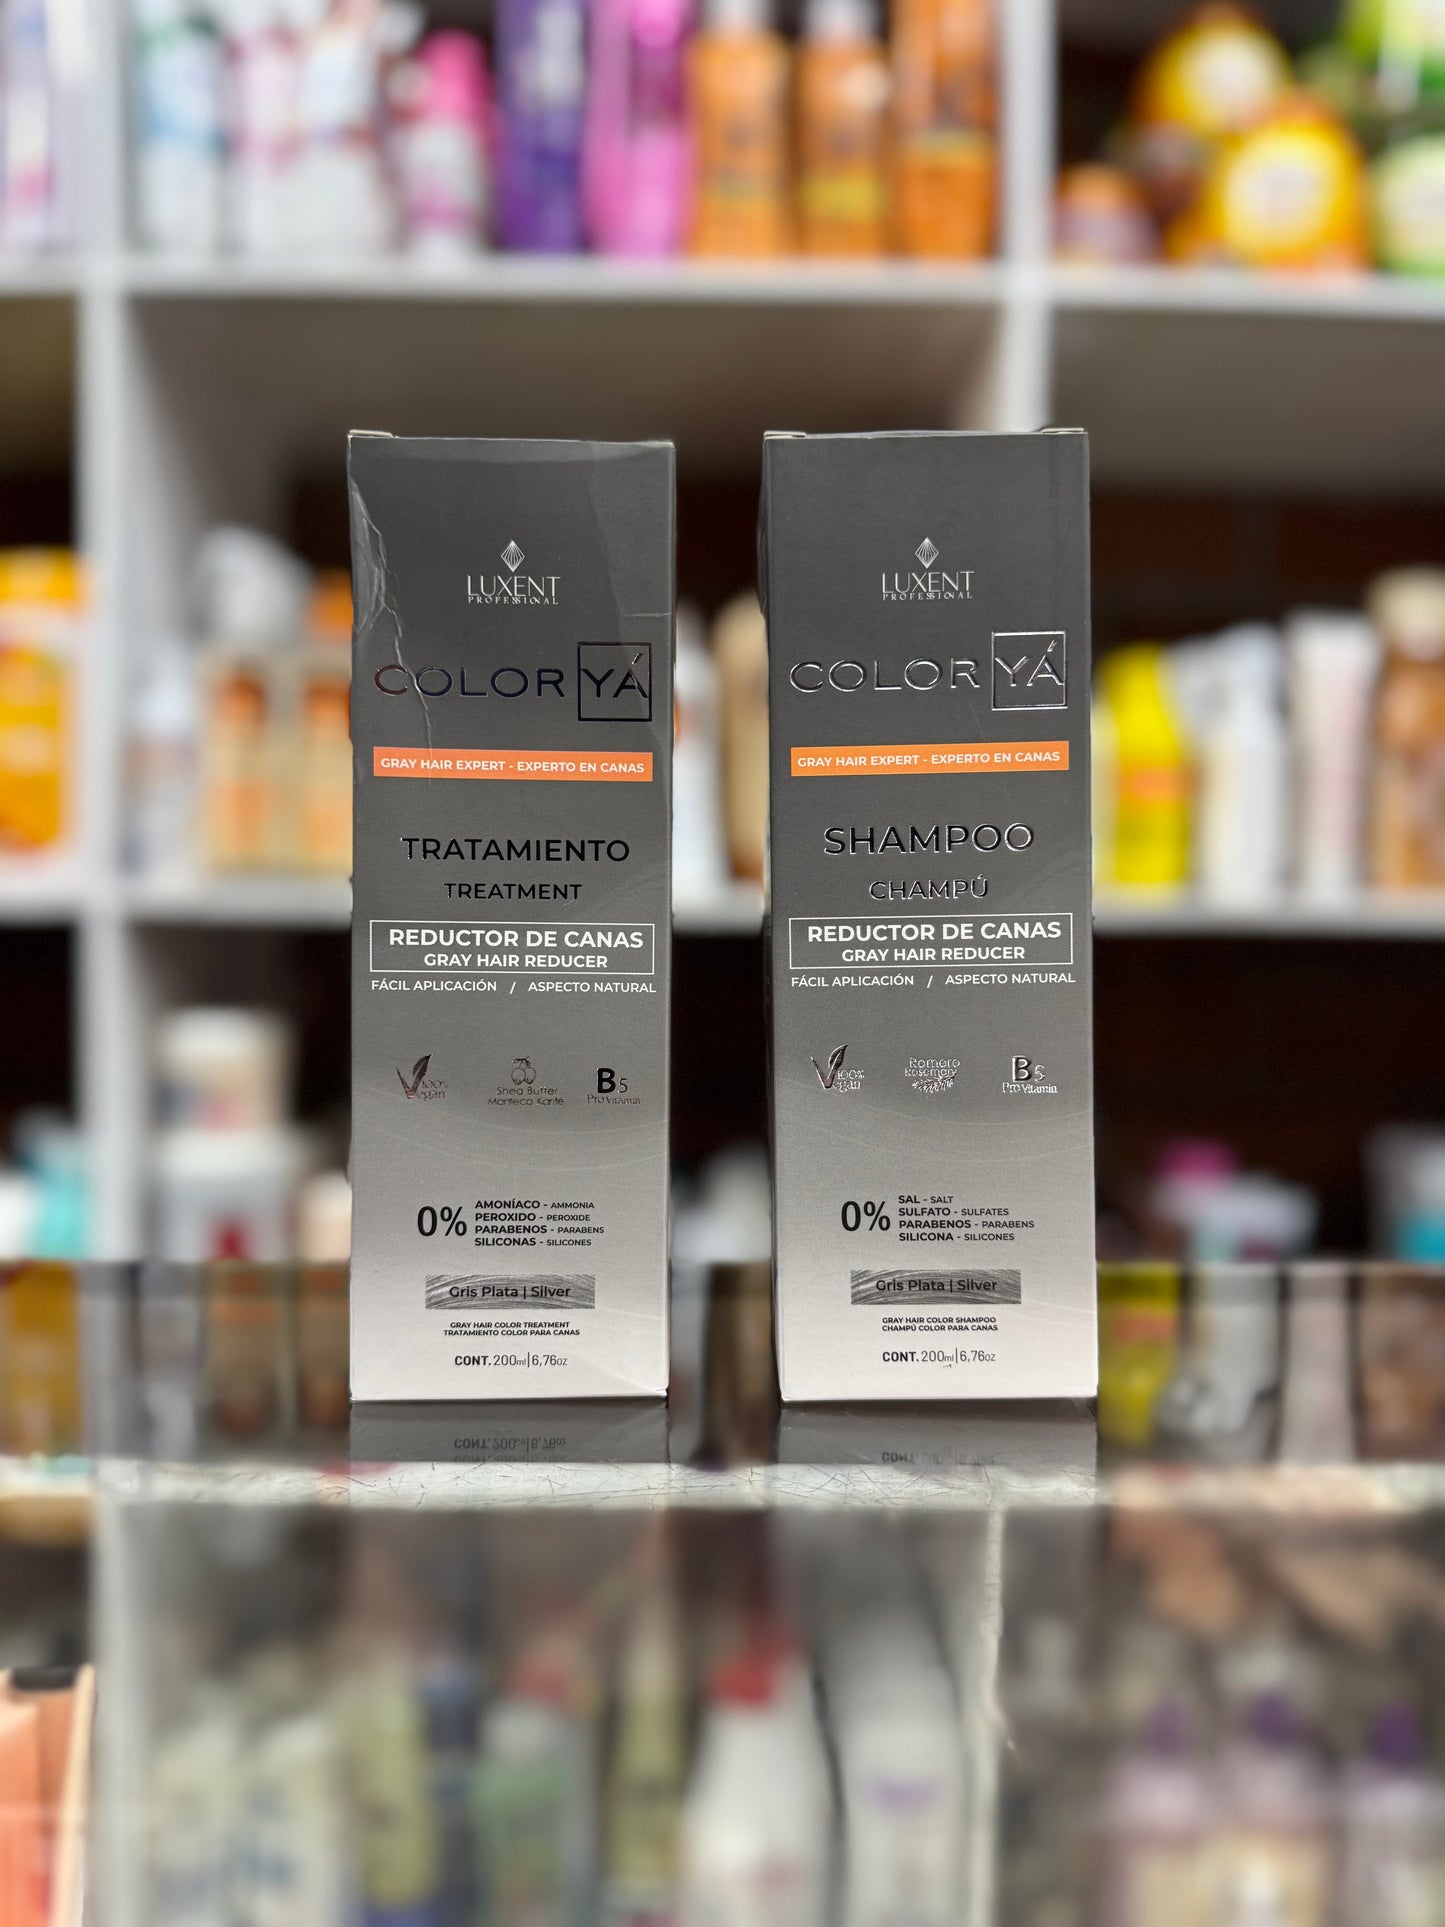 LUXENT
PROFESSIONAL
COLOR YÁ
GRAY HAIR EXPERT - EXPERTO EN CANAS
TRATAMIENTO
TREATMENT
REDUCTOR DE CANAS
GRAY HAIR REDUCER
FÁCIL APLICACIÓN / ASPECTO NATURAL
100%
Vegan
Shea Butter
Manteca Karité
B5
Pro Vitamin
0%
AMONÍACO - AMMONIA
PEROXIDO - PEROXIDE
PARABENOS - PARABENS
SILICONAS - SILICONES
Gris Plata | Silver
GRAY HAIR COLOR TREATMENT
TRATAMIENTO COLOR PARA CANAS
CONT. 200ml | 6,76oz
LUXENT
PROFESSIONAL
COLOR YÁ
GRAY HAIR EXPERT - EXPERTO EN CANAS
SHAMPOO
CHAMPÚ
REDUCTOR DE CANAS
GRAY HAIR REDUCER
FÁCIL APLICACIÓN / ASPECTO NATURAL
100%
Vegan
Romero
Rosemary
B5
Pro Vitamin
0%
SAL - SALT
SULFATO - SULFATES
PARABENOS - PARABENS
SILICONA - SILICONES
Gris Plata | Silver
GRAY HAIR COLOR SHAMPOO
CHAMPÚ COLOR PARA CANAS
CONT. 200ml | 6,76oz